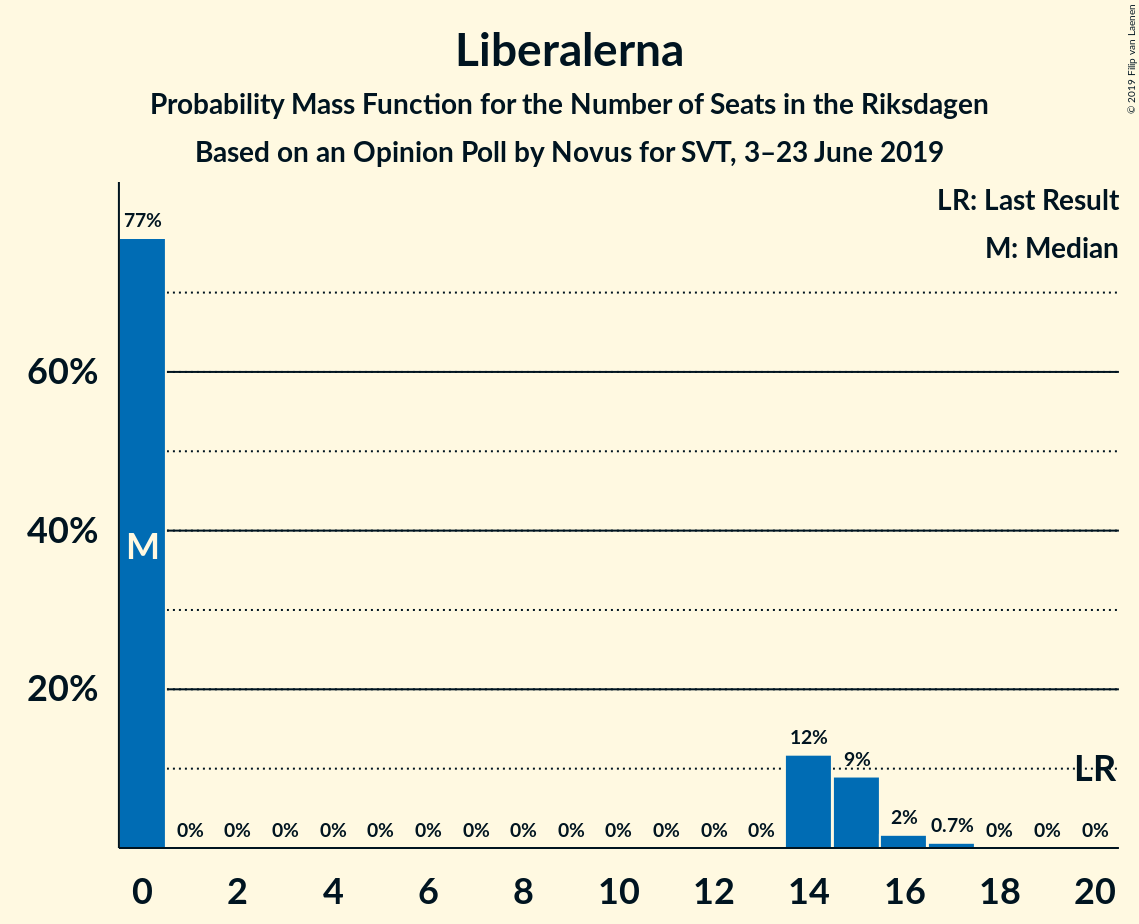 Liberalerna
Probability Mass Function for the Number of Seats in the Riksdagen
Based on an Opinion Poll by Novus for SVT, 3–23 June 2019
© 2019 Filip van Laenen
LR: Last Result
M: Median
77%
60%
40%
20%
M
12%
9%
LR
0% 0% 0% 0% 0% 0% 0% 0% 0% 0% 0% 0% 0% 2% 0.7% 0% 0% 0%
0 2 4 6 8 10 12 14 16 18 20